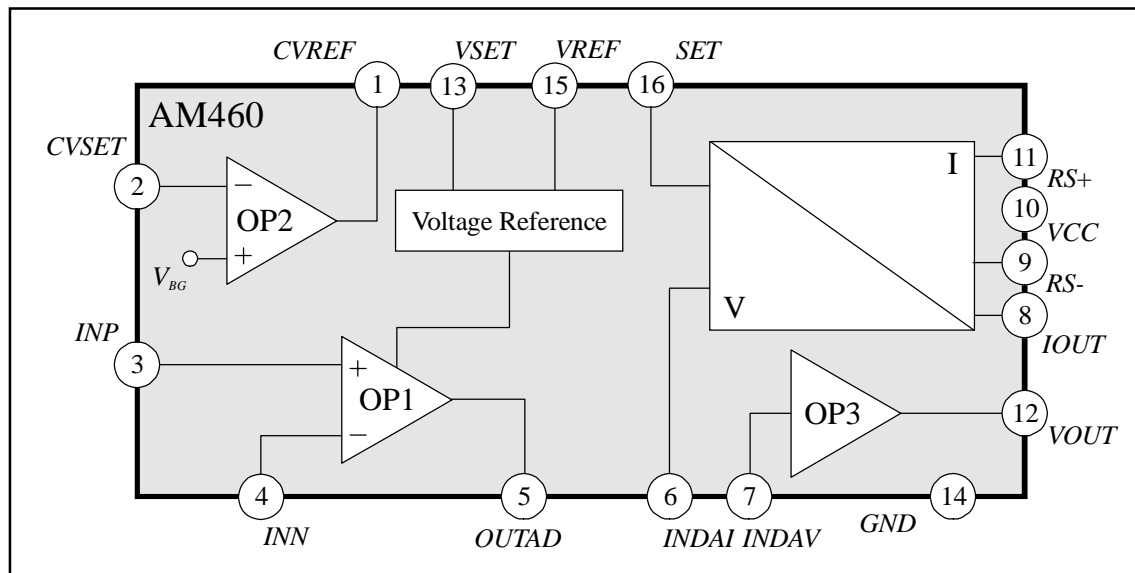 CVREF VSET VREF SET
1 13 15 16
AM460
CVSET
2
− OP2 +
V_BG
Voltage Reference
I
V
11
RS+
10
VCC
9
RS-
8
IOUT
INP
3
+ OP1 −
OP3
12
VOUT
4 5 6 7 14
INN OUTAD INDAI INDAV GND